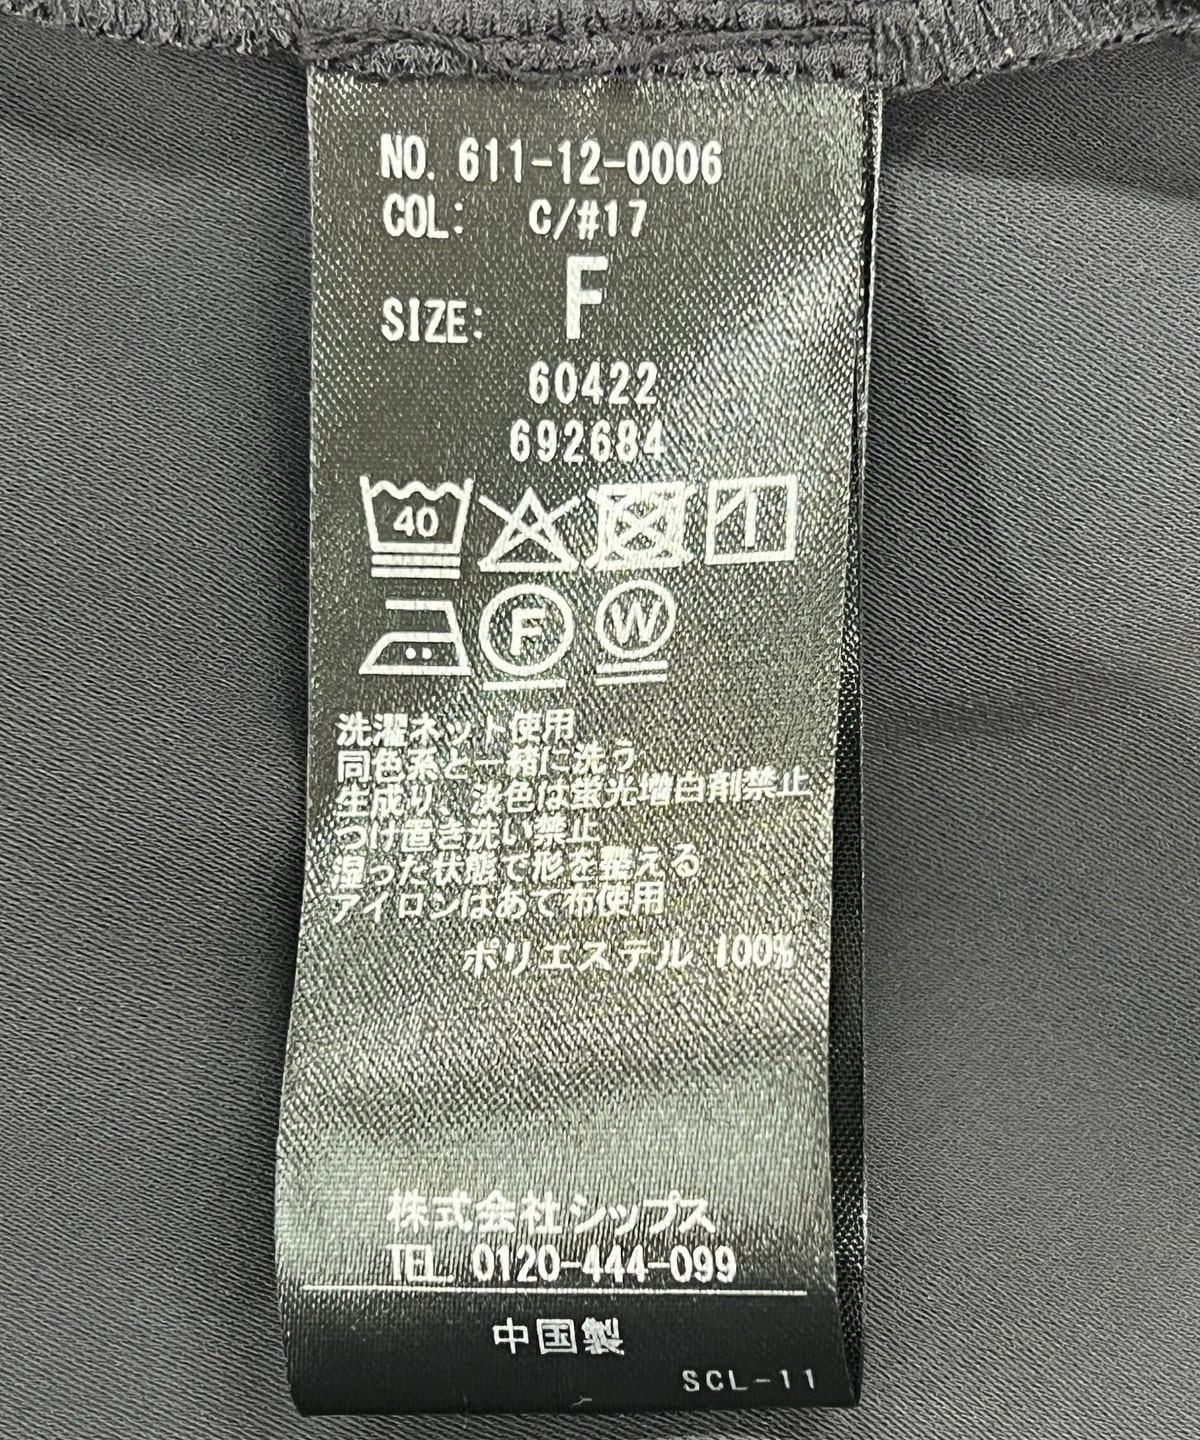 NO. 611-12-0006
COL: C/#17
SIZE: F
60422
692684
40
F W
洗濯ネット使用
同色系と一緒に洗う
生成り、淡色は蛍光増白剤禁止
つけ置き洗い禁止
湿った状態で形を整える
アイロンはあて布使用
ポリエステル 100%
株式会社シップス
TEL 0120-444-099
中国製
SCL-11